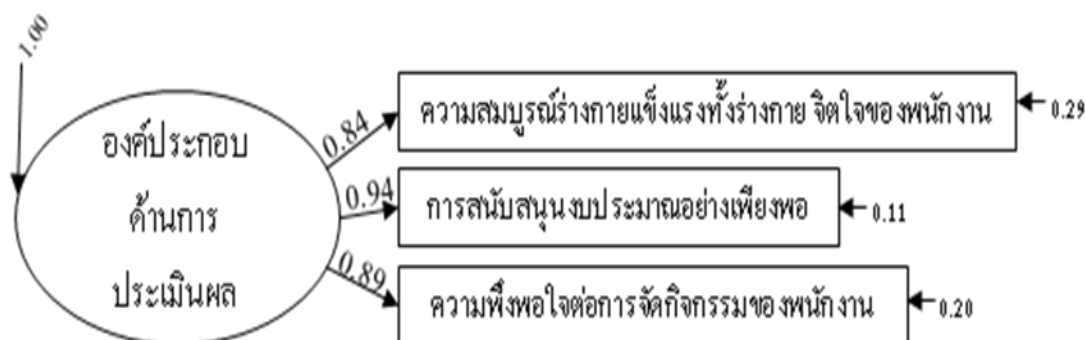 1.00
องค์ประกอบ
ด้านการ
ประเมินผล
0.84
ความสมบูรณ์ร่างกายแข็งแรงทั้งร่างกาย จิตใจของพนักงาน
0.29
0.94
การสนับสนุนงบประมาณอย่างเพียงพอ
0.11
0.89
ความพึงพอใจต่อการจัดกิจกรรมของพนักงาน
0.20